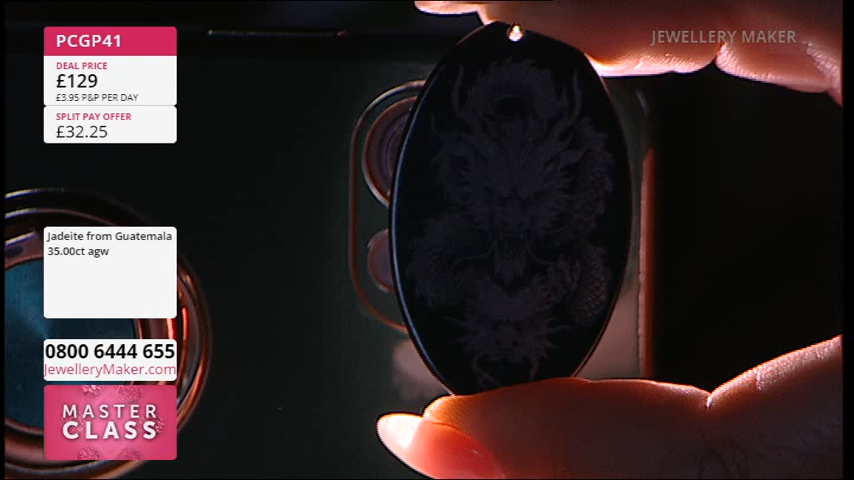 PCGP41
DEAL PRICE
£129
£3.95 P&P PER DAY
SPLIT PAY OFFER
£32.25
Jadeite from Guatemala
35.00ct agw
0800 6444 655
JewelleryMaker.com
MASTER
CLASS
JEWELLERY MAKER